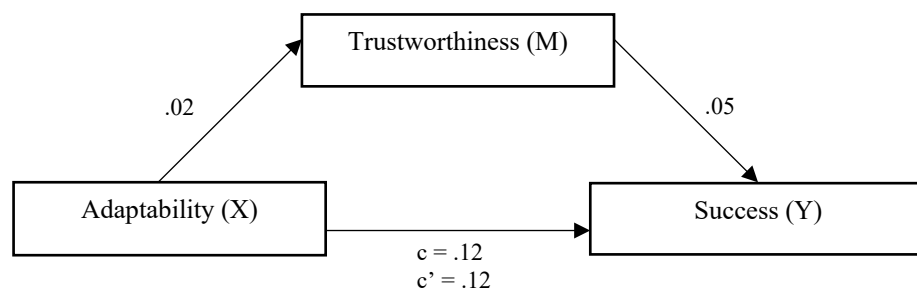 Trustworthiness (M)
.02
.05
Adaptability (X)
Success (Y)
c = .12
c’ = .12